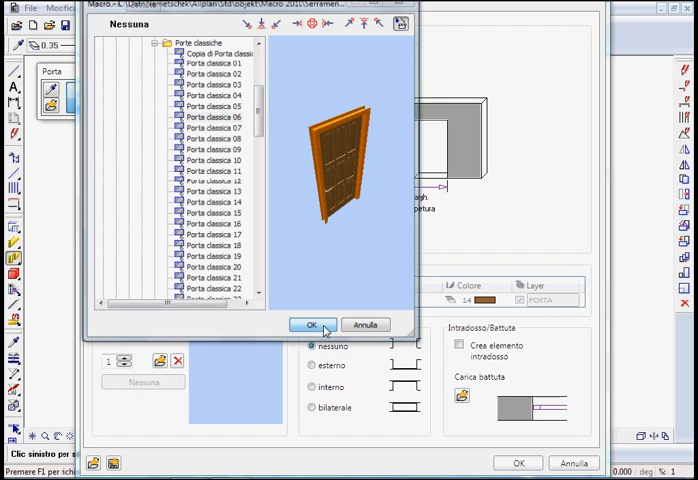 File
Macro
Nemetschek\Allplan\Std\objekt\Macro 2010\Serramen
Nessuna
0.35
Porta
Porte classiche
Copia di Porta classic
Porta classica 01
Porta classica 02
Porta classica 03
Porta classica 04
Porta classica 05
Porta classica 06
Porta classica 07
Porta classica 08
Porta classica 09
Porta classica 10
Porta classica 11
Porta classica 12
Porta classica 13
Porta classica 14
Porta classica 15
Porta classica 16
Porta classica 17
Porta classica 18
Porta classica 19
Porta classica 20
Porta classica 21
Porta classica 22
OK
Annulla
Colore
Layer
14
PORTA
nessuno
esterno
interno
bilaterale
Intradosso/Battuta
Crea elemento
intradosso
Carica battuta
1
Nessuna
OK
Annulla
Clic sinistro per s
Premere F1 per
0.000
%: 1